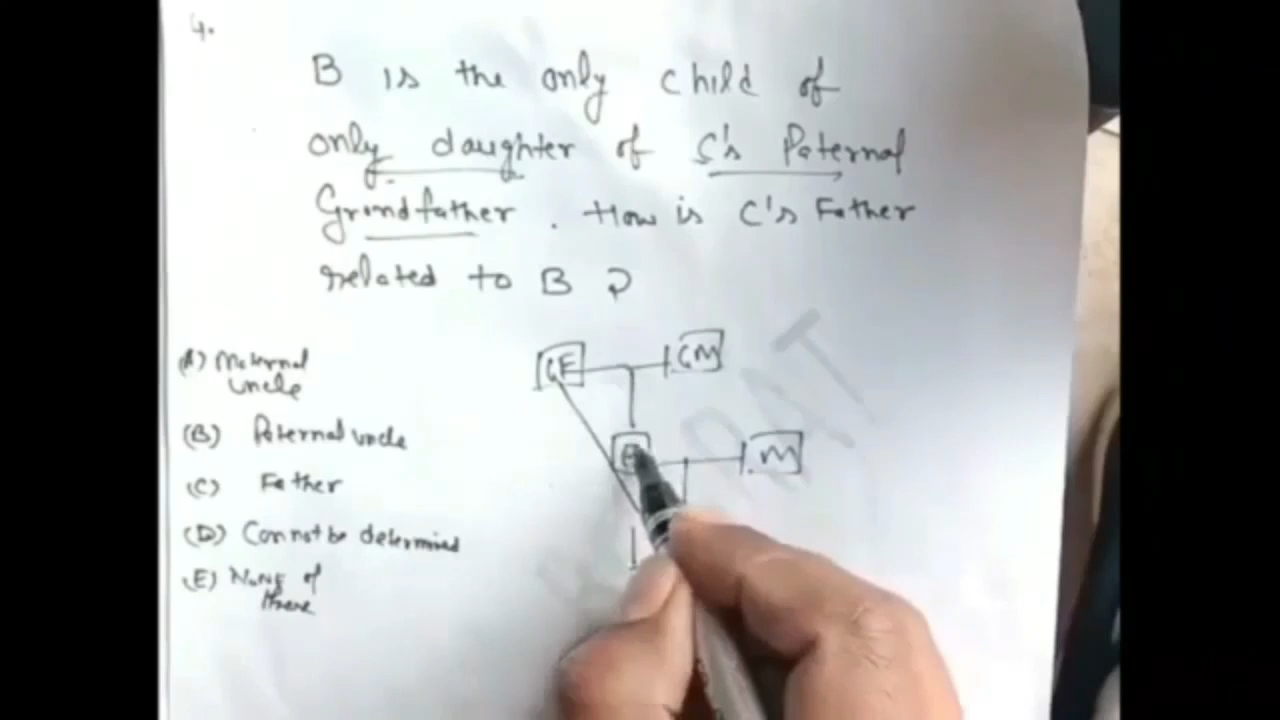 4.
B is the only child of
only daughter of C's Paternal
Grandfather. How is C's Father
related to B ?
(A) Maternal
uncle
(B) Paternal uncle
(C) Father
(D) Cannot be determined
(E) None of
these
GF
GM
F
M